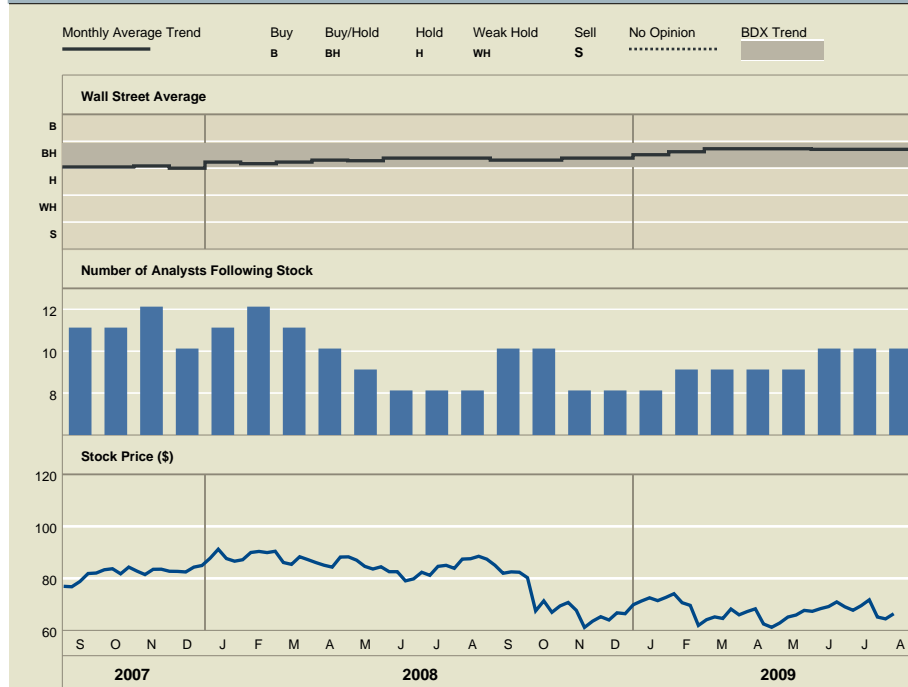 Monthly Average Trend Buy Buy/Hold Hold Weak Hold Sell No Opinion BDX Trend
B BH H WH S
Wall Street Average
B
BH
H
WH
S
Number of Analysts Following Stock
12
10
8
Stock Price ($)
120
100
80
60
S O N D J F M A M J J A S O N D J F M A M J J A
2007 2008 2009